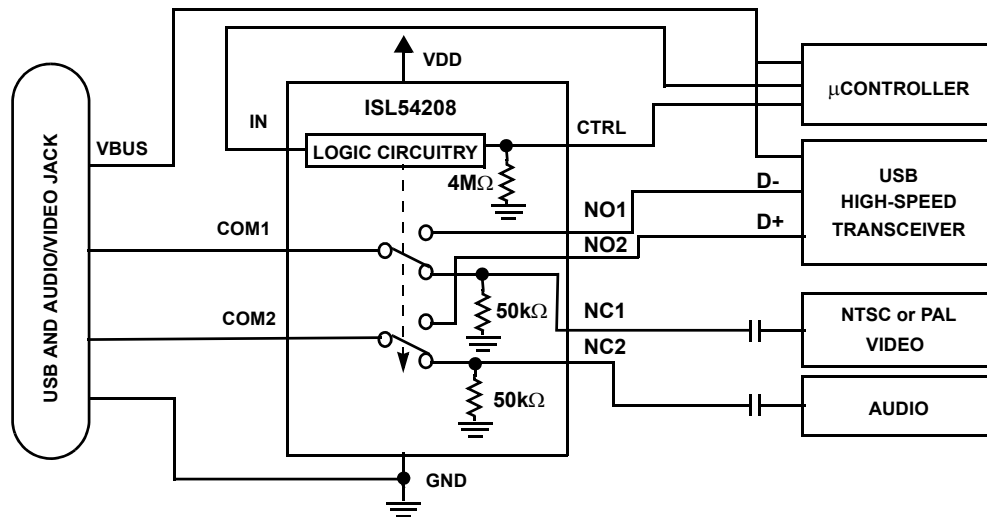 USB AND AUDIO/VIDEO JACK
VDD
ISL54208
IN
LOGIC CIRCUITRY
CTRL
μCONTROLLER
VBUS
4MΩ
D-
USB
HIGH-SPEED
TRANSCEIVER
NO1
D+
NO2
COM1
50kΩ
NC1
NTSC or PAL
VIDEO
COM2
NC2
50kΩ
AUDIO
GND